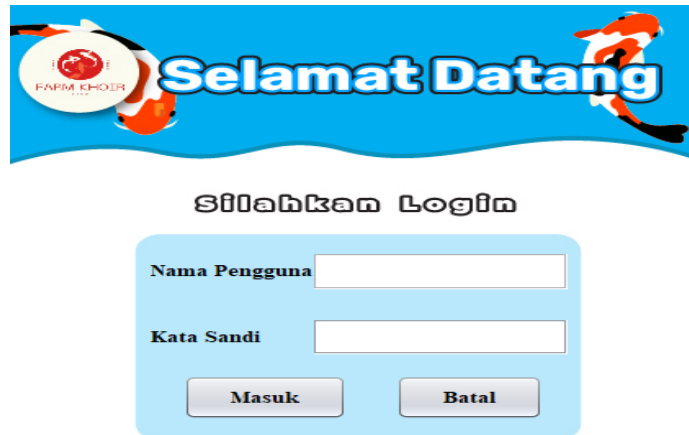 FARM KHOIR
Selamat Datang
Silahkan Login
Nama Pengguna
Kata Sandi
Masuk
Batal